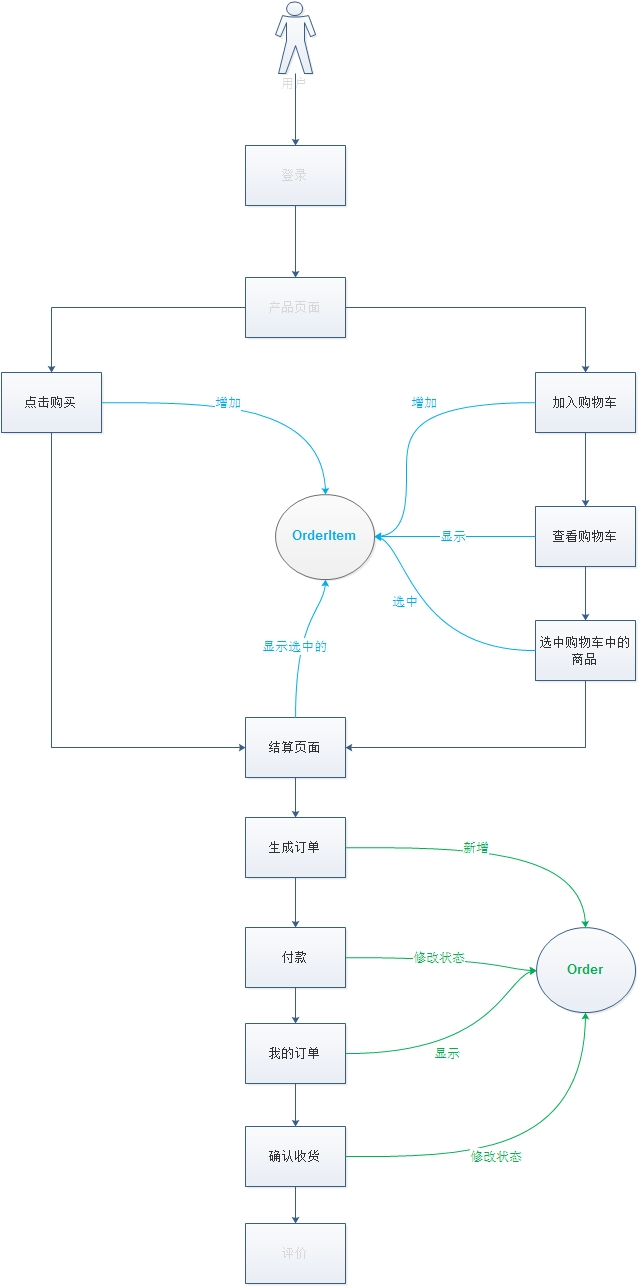 用户
登录
产品页面
点击购买
增加
增加
加入购物车
OrderItem
显示
查看购物车
选中
显示选中的
选中购物车中的
商品
结算页面
生成订单
新增
付款
修改状态
Order
我的订单
显示
确认收货
修改状态
评价